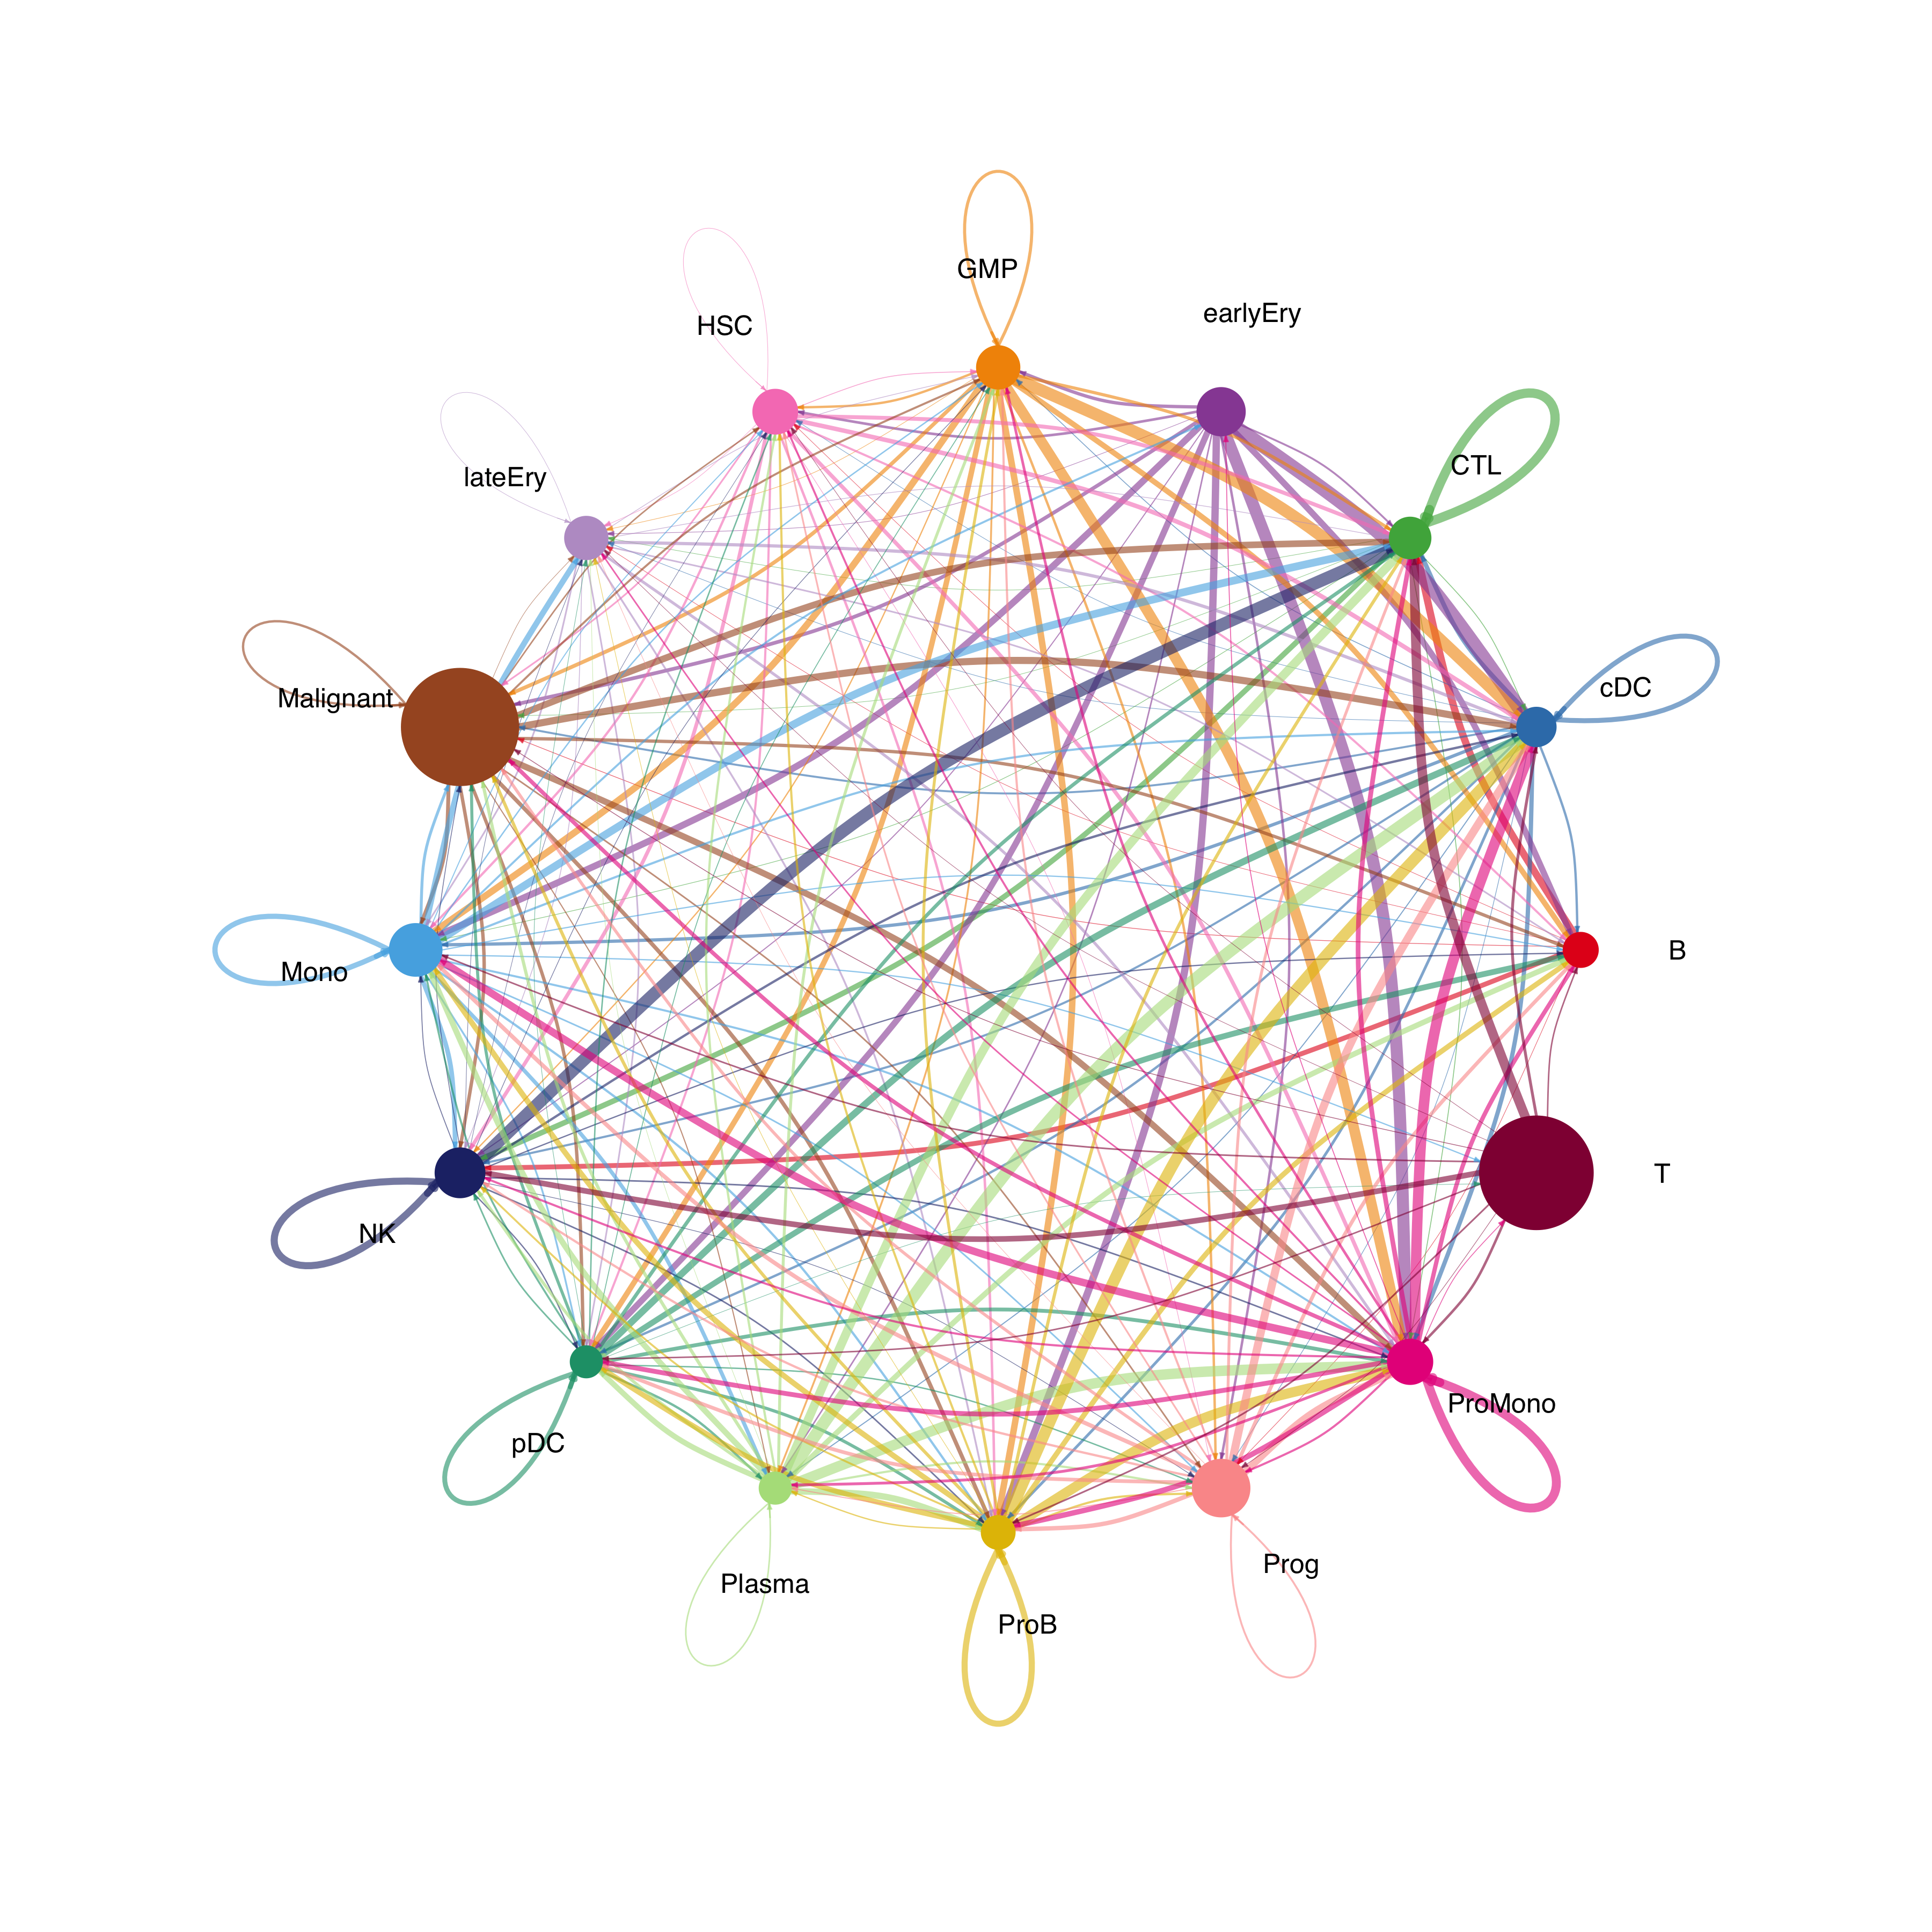 GMP
earlyEry
HSC
CTL
lateEry
cDC
Malignant
B
Mono
T
NK
ProMono
pDC
Prog
Plasma
ProB